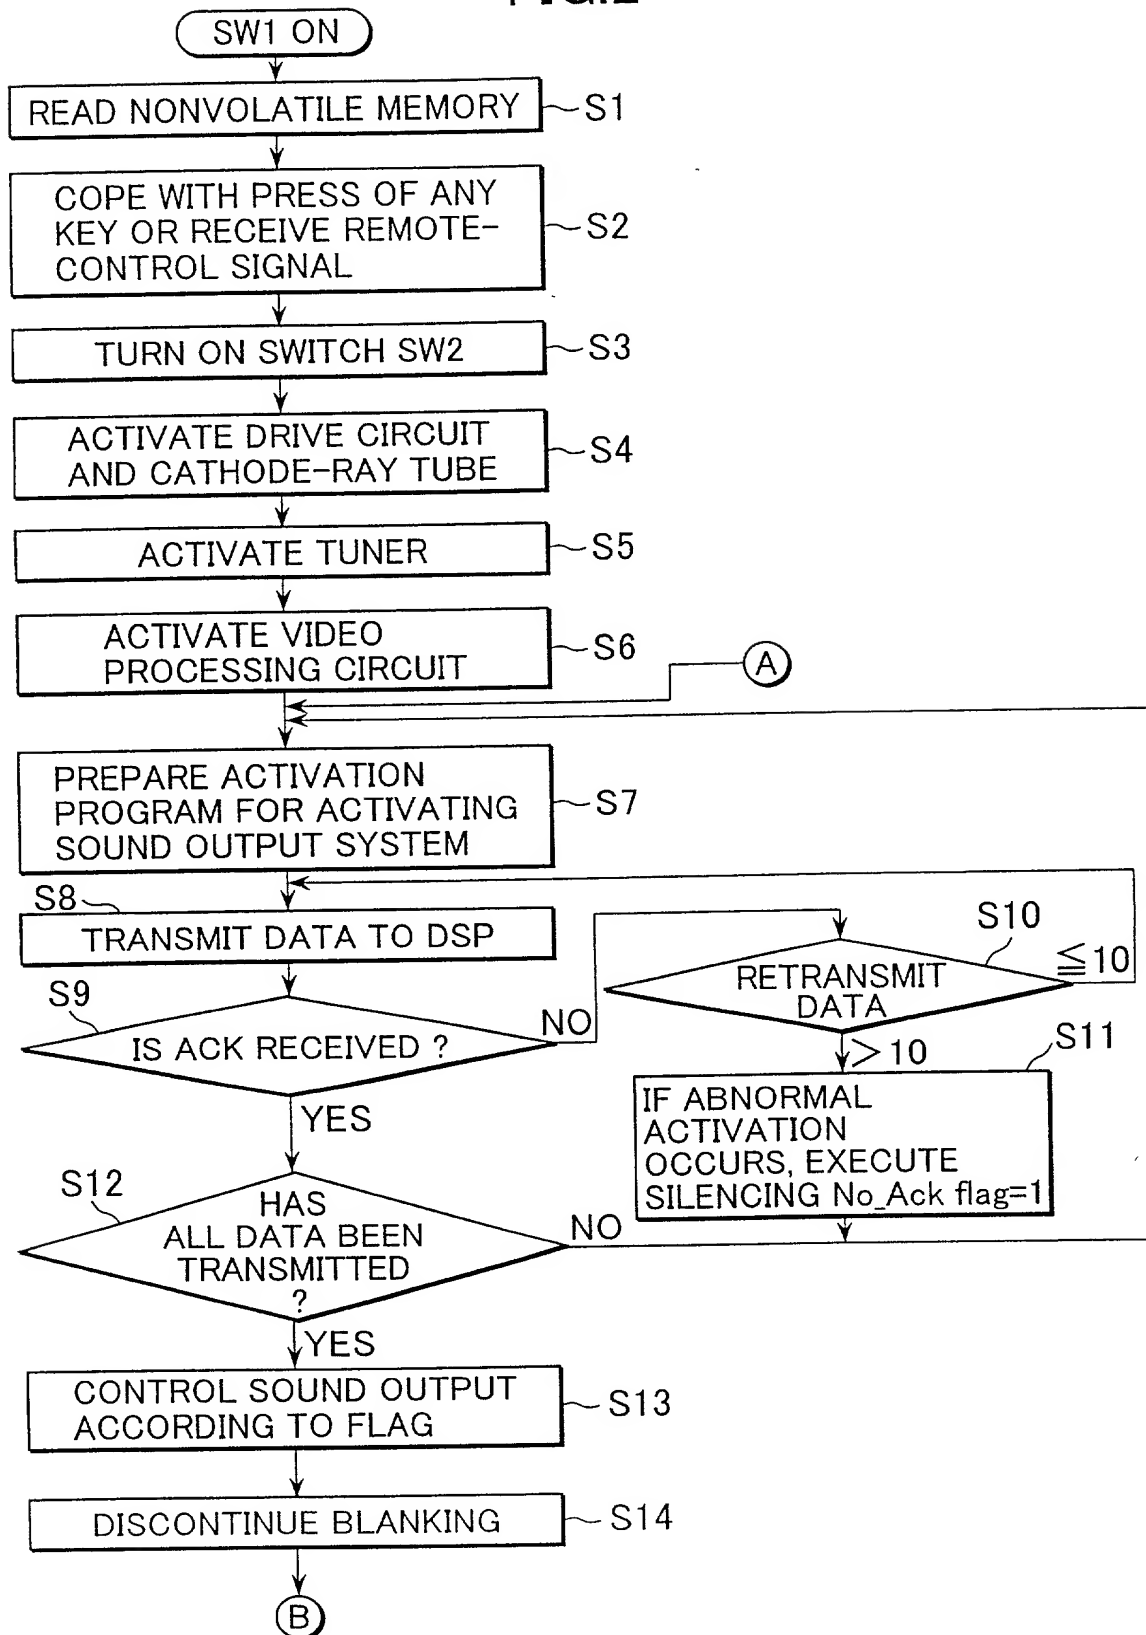 FIG.2
SW1 ON
READ NONVOLATILE MEMORY
S1
COPE WITH PRESS OF ANY
KEY OR RECEIVE REMOTE-
CONTROL SIGNAL
S2
TURN ON SWITCH SW2
S3
ACTIVATE DRIVE CIRCUIT
AND CATHODE-RAY TUBE
S4
ACTIVATE TUNER
S5
ACTIVATE VIDEO
PROCESSING CIRCUIT
S6
A
PREPARE ACTIVATION
PROGRAM FOR ACTIVATING
SOUND OUTPUT SYSTEM
S7
S8
TRANSMIT DATA TO DSP
S9
IS ACK RECEIVED ?
NO
YES
S10
RETRANSMIT
DATA
≦10
>10
S11
IF ABNORMAL
ACTIVATION
OCCURS, EXECUTE
SILENCING No_Ack flag=1
S12
HAS
ALL DATA BEEN
TRANSMITTED
?
NO
YES
CONTROL SOUND OUTPUT
ACCORDING TO FLAG
S13
DISCONTINUE BLANKING
S14
B